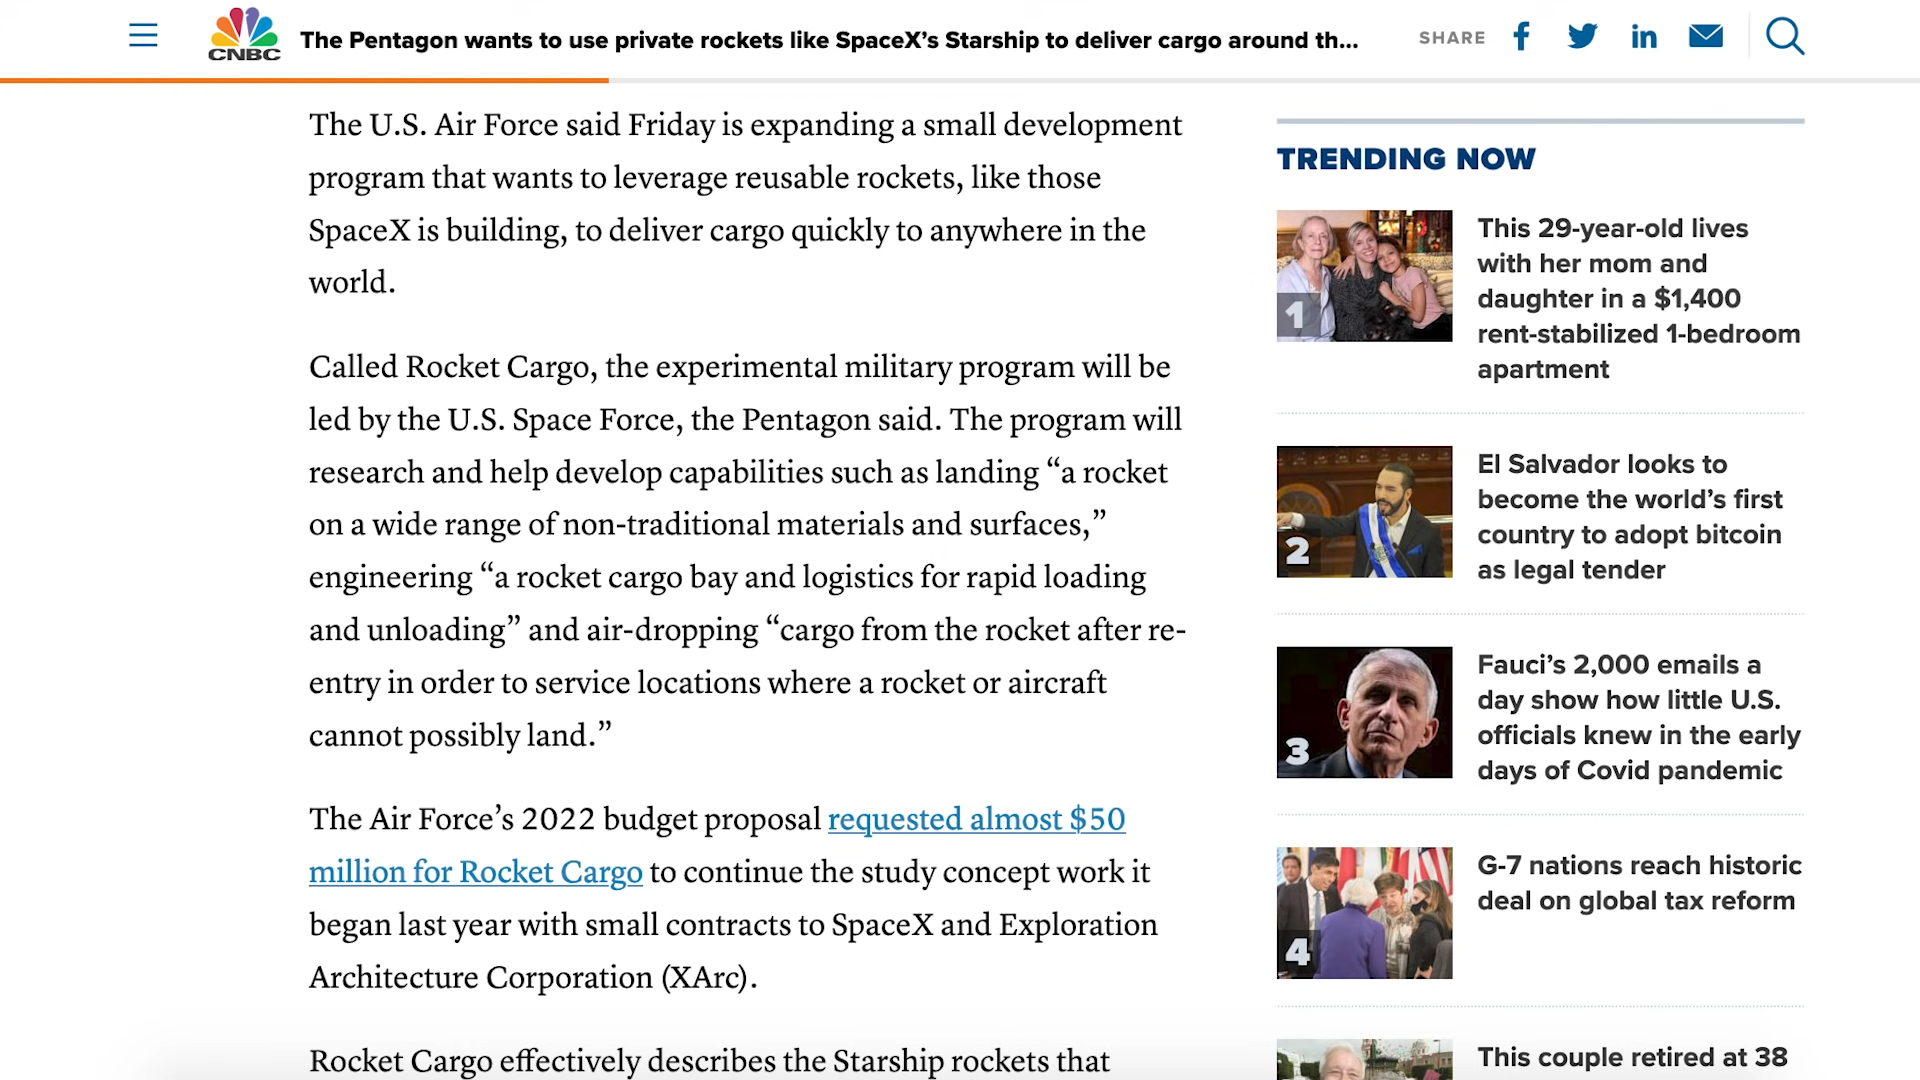 CNBC
The Pentagon wants to use private rockets like SpaceX’s Starship to deliver cargo around th...
SHARE
The U.S. Air Force said Friday is expanding a small development
program that wants to leverage reusable rockets, like those
SpaceX is building, to deliver cargo quickly to anywhere in the
world.
Called Rocket Cargo, the experimental military program will be
led by the U.S. Space Force, the Pentagon said. The program will
research and help develop capabilities such as landing “a rocket
on a wide range of non-traditional materials and surfaces,”
engineering “a rocket cargo bay and logistics for rapid loading
and unloading” and air-dropping “cargo from the rocket after re-
entry in order to service locations where a rocket or aircraft
cannot possibly land.”
The Air Force’s 2022 budget proposal requested almost $50
million for Rocket Cargo to continue the study concept work it
began last year with small contracts to SpaceX and Exploration
Architecture Corporation (XArc).
Rocket Cargo effectively describes the Starship rockets that
TRENDING NOW
1
This 29-year-old lives
with her mom and
daughter in a $1,400
rent-stabilized 1-bedroom
apartment
2
El Salvador looks to
become the world’s first
country to adopt bitcoin
as legal tender
3
Fauci’s 2,000 emails a
day show how little U.S.
officials knew in the early
days of Covid pandemic
4
G-7 nations reach historic
deal on global tax reform
This couple retired at 38